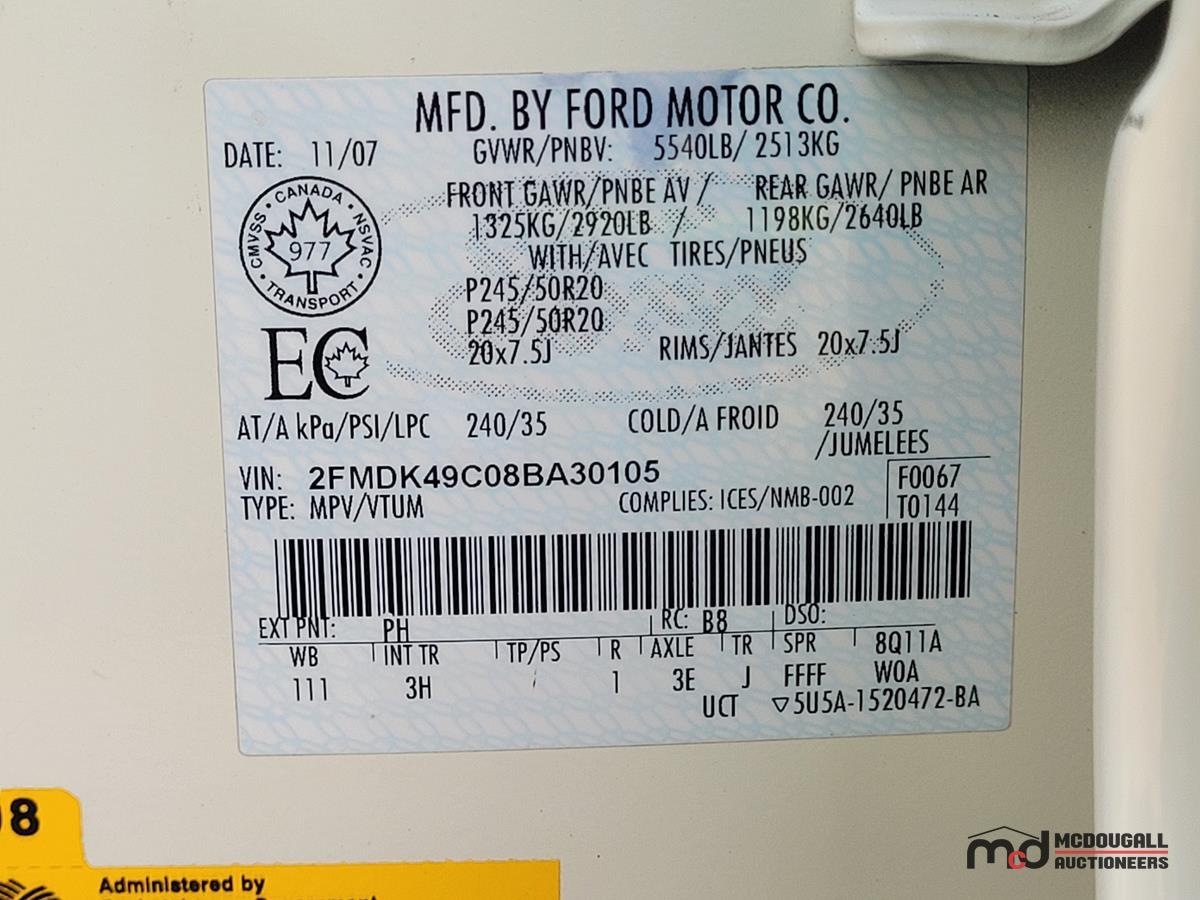 MFD. BY FORD MOTOR CO.
DATE: 11/07 GVWR/PNBV: 5540LB/ 2513KG
FRONT GAWR/PNBE AV / REAR GAWR/ PNBE AR
1325KG/2920LB / 1198KG/2640LB
WITH/AVEC TIRES/PNEUS
CANADA
CMVSS
NSVAC
977
TRANSPORT
P245/50R20
P245/50R20
20x7.5J RIMS/JANTES 20x7.5J
EC
AT/A kPa/PSI/LPC 240/35 COLD/A FROID 240/35
/JUMELEES
VIN: 2FMDK49C08BA30105 F0067
TYPE: MPV/VTUM COMPLIES: ICES/NMB-002 T0144
EXT PNT: PH RC: B8 DSO:
WB INT TR TP/PS R AXLE TR SPR 8Q11A
111 3H 1 3E J FFFF W0A
UCT ▽5U5A-1520472-BA
8
Administered by
mcd MCDOUGALL
AUCTIONEERS